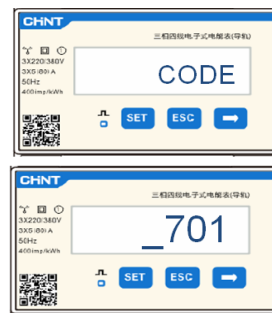 CHNT
三相四线电子式电能表(导轨)
3X220/380V
3X5(80)A
50Hz
400imp/kWh
CODE
SET
ESC
CHNT
三相四线电子式电能表(导轨)
3X220/380V
3X5(80)A
50Hz
400imp/kWh
_701
SET
ESC